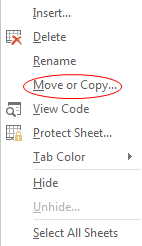 Insert...
Delete
Rename
Move or Copy...
View Code
Protect Sheet...
Tab Color
Hide
Unhide...
Select All Sheets